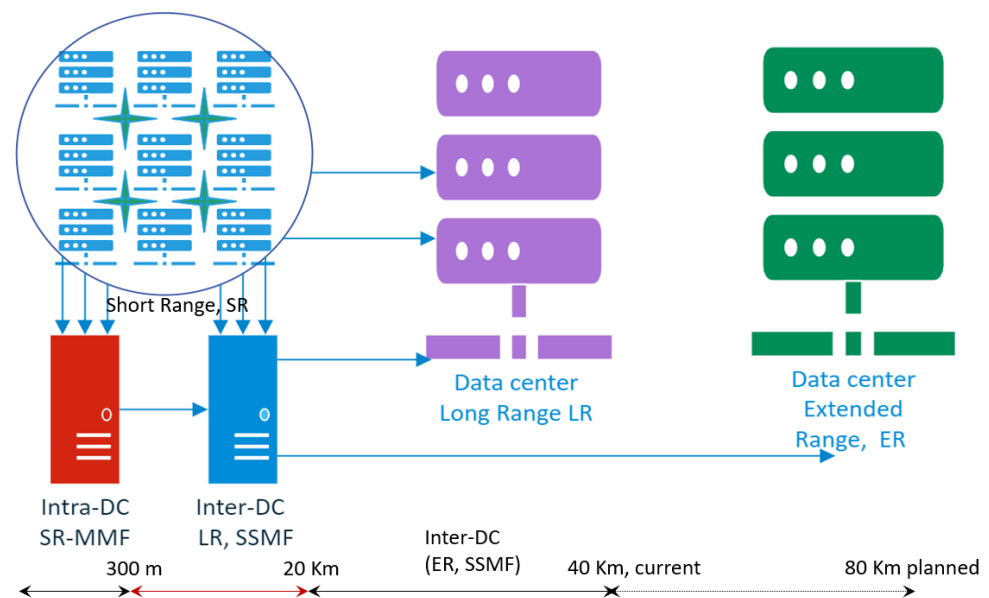 Short Range, SR
Data center
Long Range LR
Data center
Extended
Range, ER
Intra-DC
SR-MMF
Inter-DC
LR, SSMF
Inter-DC
(ER, SSMF)
300 m
20 Km
40 Km, current
80 Km planned